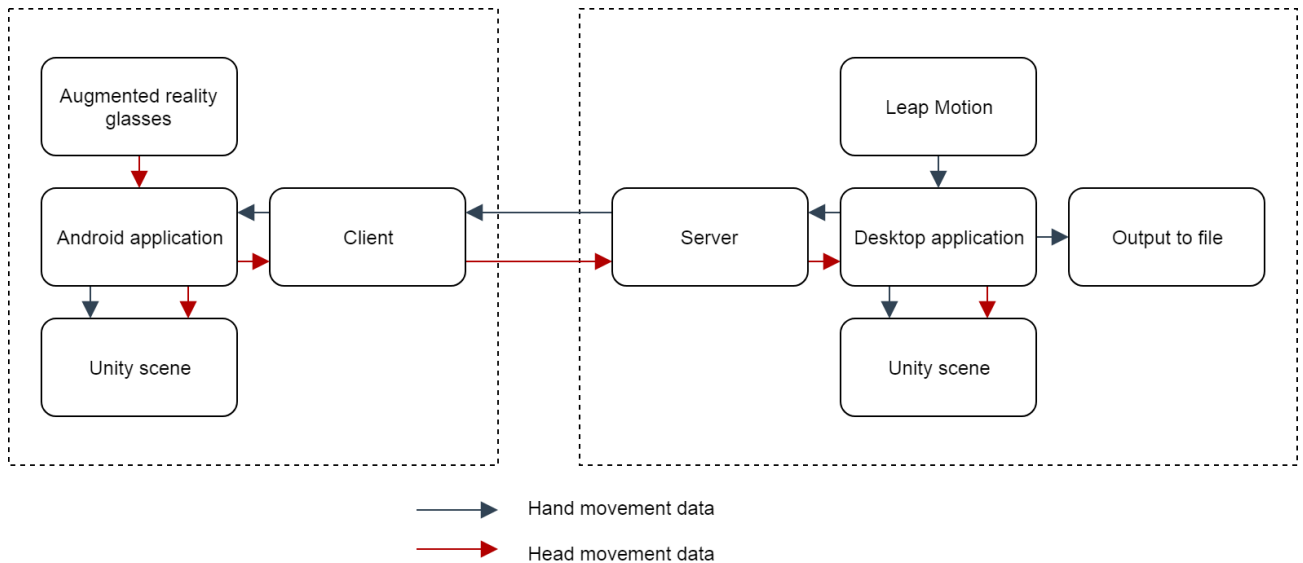 Augmented reality
glasses
Leap Motion
Android application
Client
Server
Desktop application
Output to file
Unity scene
Unity scene
Hand movement data
Head movement data